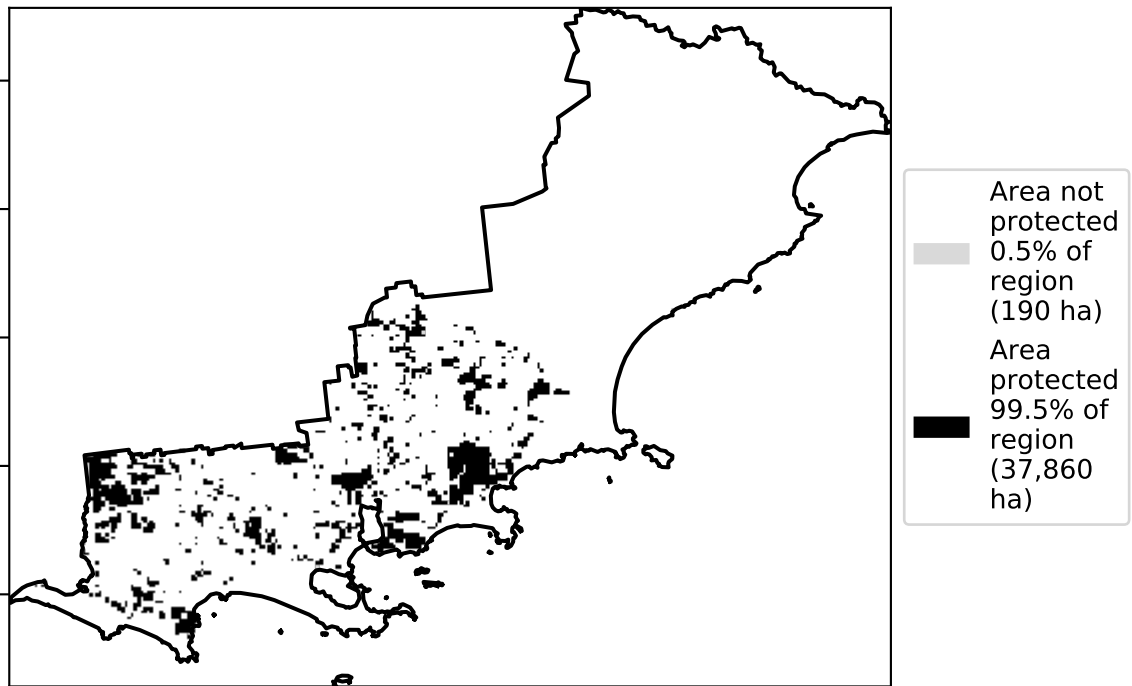 Area not
protected
0.5% of
region
(190 ha)
Area
protected
99.5% of
region
(37,860
ha)